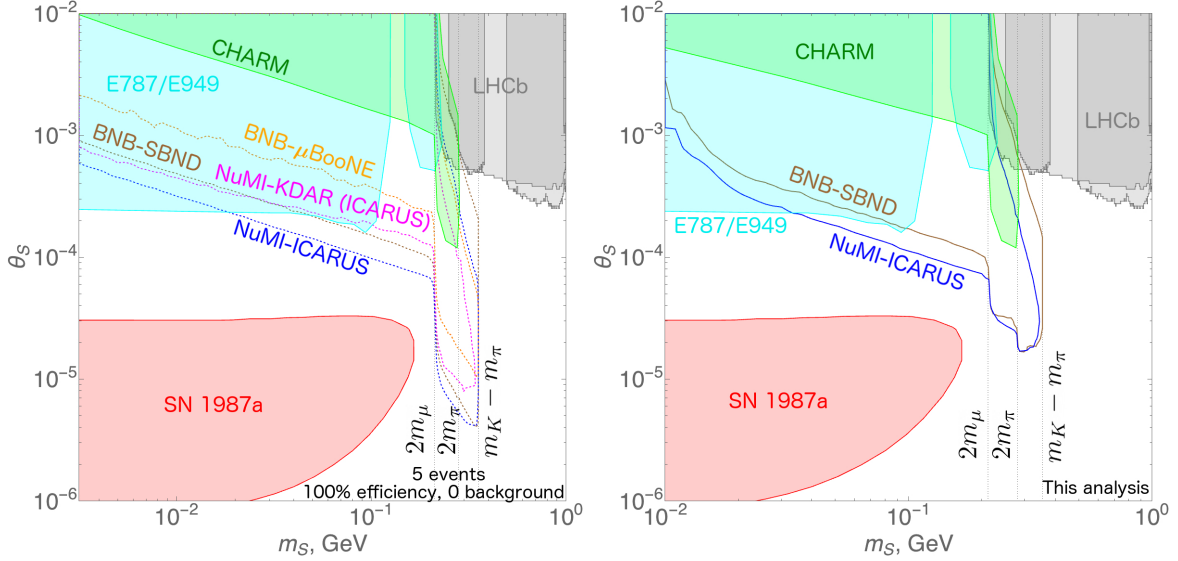 10⁻²
10⁻³
10⁻⁴
10⁻⁵
10⁻⁶
θ_S
CHARM
E787/E949
LHCb
BNB-μBooNE
BNB-SBND
NuMI-KDAR (ICARUS)
NuMI-ICARUS
SN 1987a
2m_μ
2m_π
m_K − m_π
5 events
100% efficiency, 0 background
10⁻² 10⁻¹ 10⁰
m_S, GeV
10⁻²
10⁻³
10⁻⁴
10⁻⁵
10⁻⁶
θ_S
CHARM
LHCb
BNB-SBND
E787/E949
NuMI-ICARUS
SN 1987a
2m_μ
2m_π
m_K − m_π
This analysis
10⁻² 10⁻¹ 10⁰
m_S, GeV